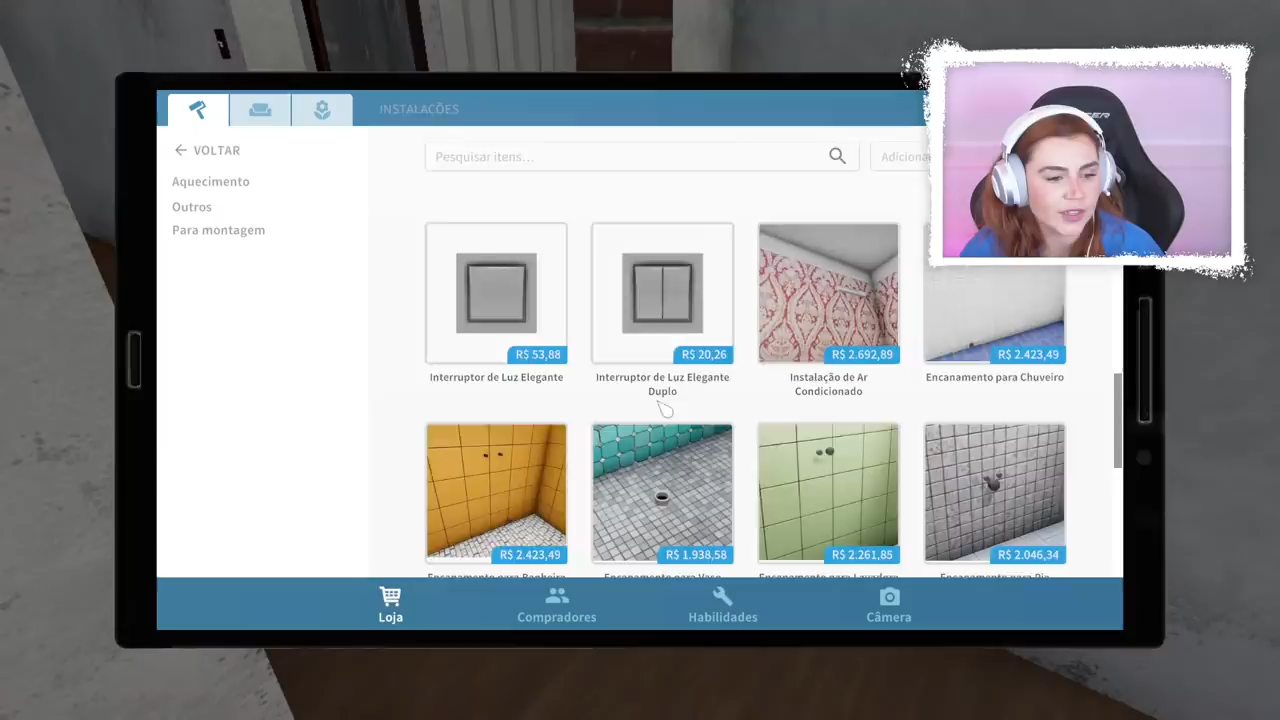 INSTALAÇÕES
VOLTAR
Aquecimento
Outros
Para montagem
Pesquisar itens...
R$ 53,88
R$ 20,26
R$ 2.692,89
R$ 2.423,49
Interruptor de Luz Elegante
Interruptor de Luz Elegante
Duplo
Instalação de Ar
Condicionado
Encanamento para Chuveiro
R$ 2.423,49
R$ 1.938,58
R$ 2.261,85
R$ 2.046,34
Loja
Compradores
Habilidades
Câmera